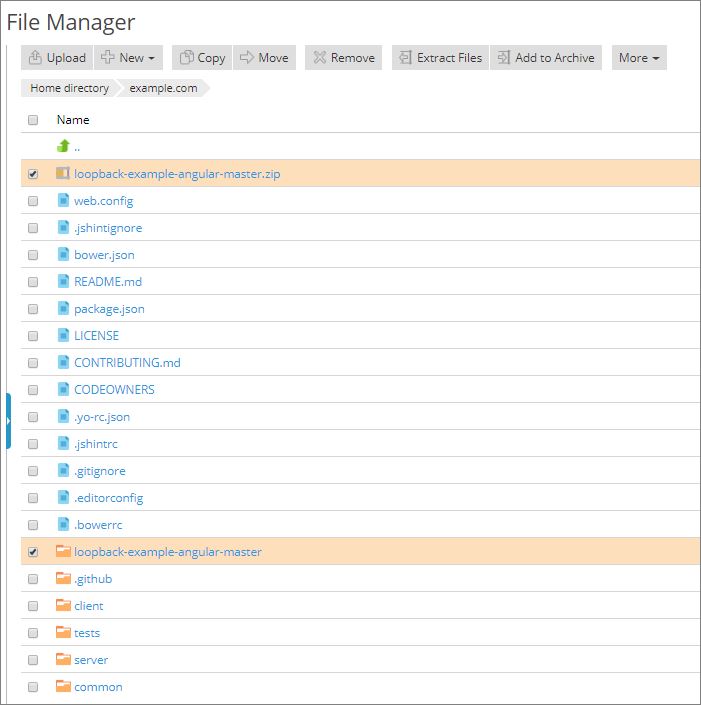 File Manager
Upload New Copy Move Remove Extract Files Add to Archive More
Home directory example.com
Name
..
loopback-example-angular-master.zip
web.config
.jshintignore
bower.json
README.md
package.json
LICENSE
CONTRIBUTING.md
CODEOWNERS
.yo-rc.json
.jshintrc
.gitignore
.editorconfig
.bowerrc
loopback-example-angular-master
.github
client
tests
server
common